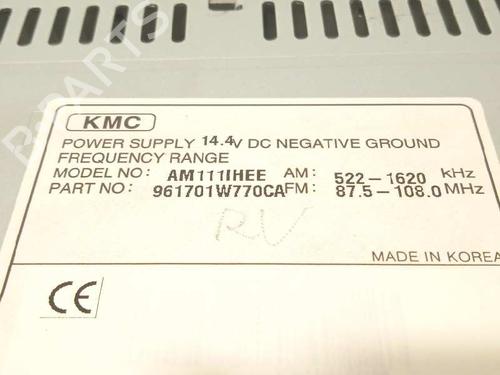 B-PARTS
KMC
POWER SUPPLY 14.4V DC NEGATIVE GROUND
FREQUENCY RANGE
MODEL NO: AM111IHEE AM: 522-1620 kHz
PART NO: 961701W770CA FM: 87.5-108.0 MHz
RV
MADE IN KOREA
CE